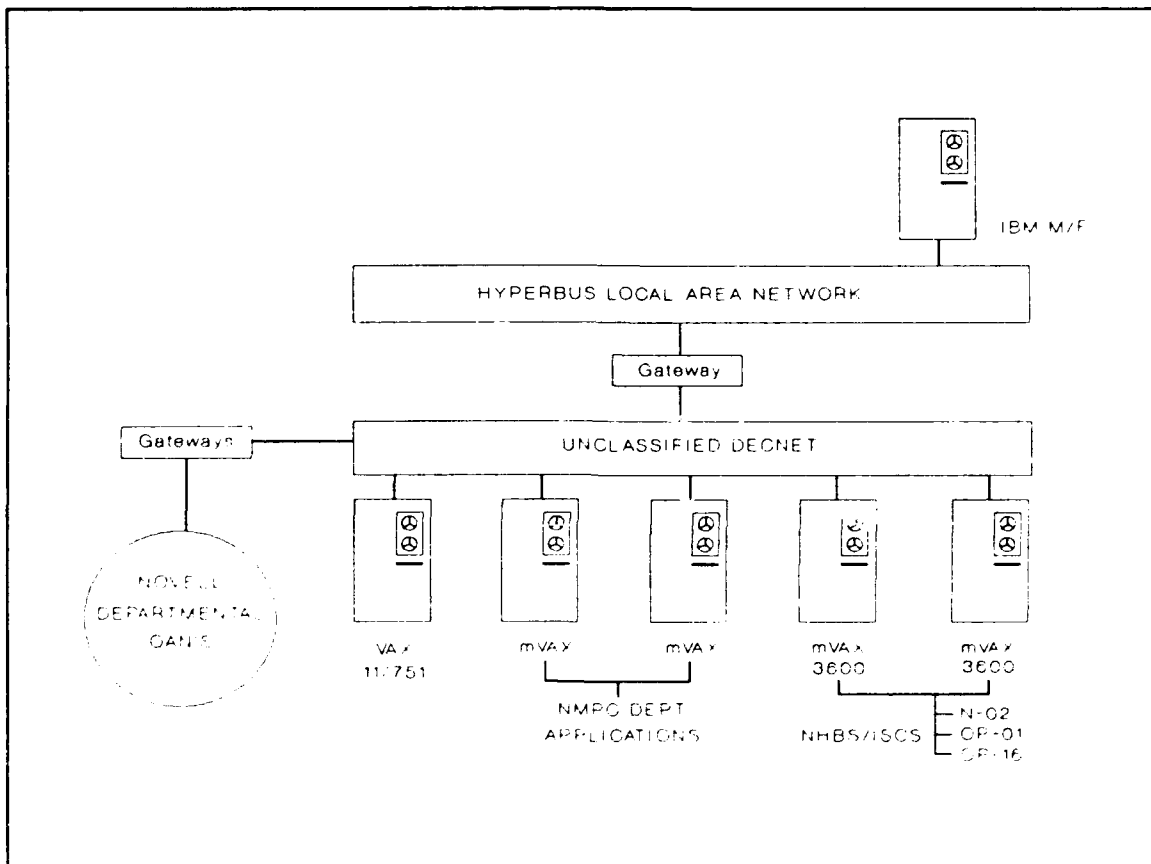 IBM M/F
HYPERBUS LOCAL AREA NETWORK
Gateway
Gateways
UNCLASSIFIED DECNET
NOVELL
DEPARTMENTAL
OAN'S
VAX
11/751
mVAX
mVAX
mVAX
3600
mVAX
3600
NMPC DEPT
APPLICATIONS
NHBS/ISCS
N-02
OP-01
OP-16